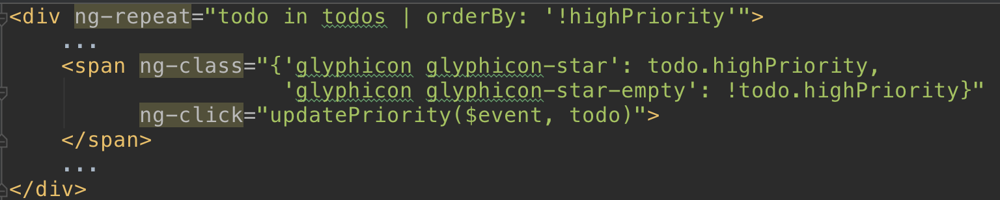 <div ng-repeat="todo in todos | orderBy: '!highPriority'">
...
<span ng-class="{'glyphicon glyphicon-star': todo.highPriority,
'glyphicon glyphicon-star-empty': !todo.highPriority}"
ng-click="updatePriority($event, todo)">
</span>
...
</div>